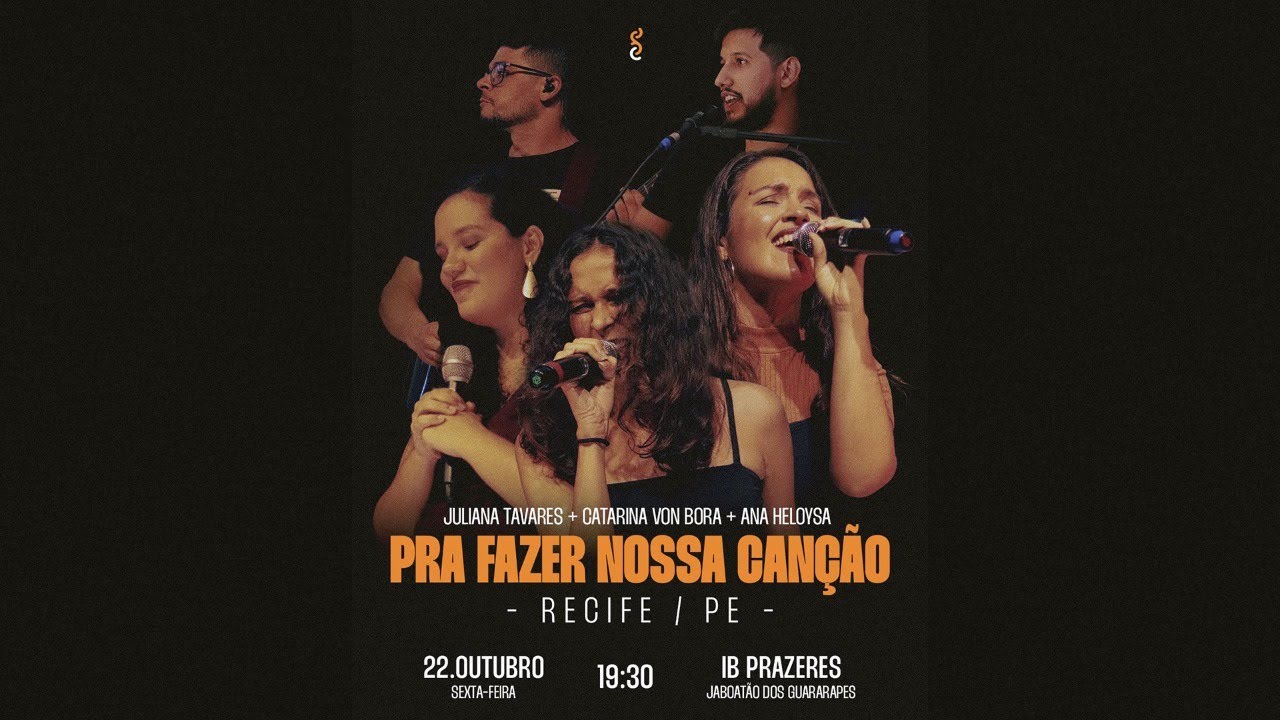 JULIANA TAVARES + CATARINA VON BORA + ANA HELOYSA
PRA FAZER NOSSA CANÇÃO
- RECIFE / PE -
22.OUTUBRO
SEXTA-FEIRA
19:30
IB PRAZERES
JABOATÃO DOS GUARARAPES